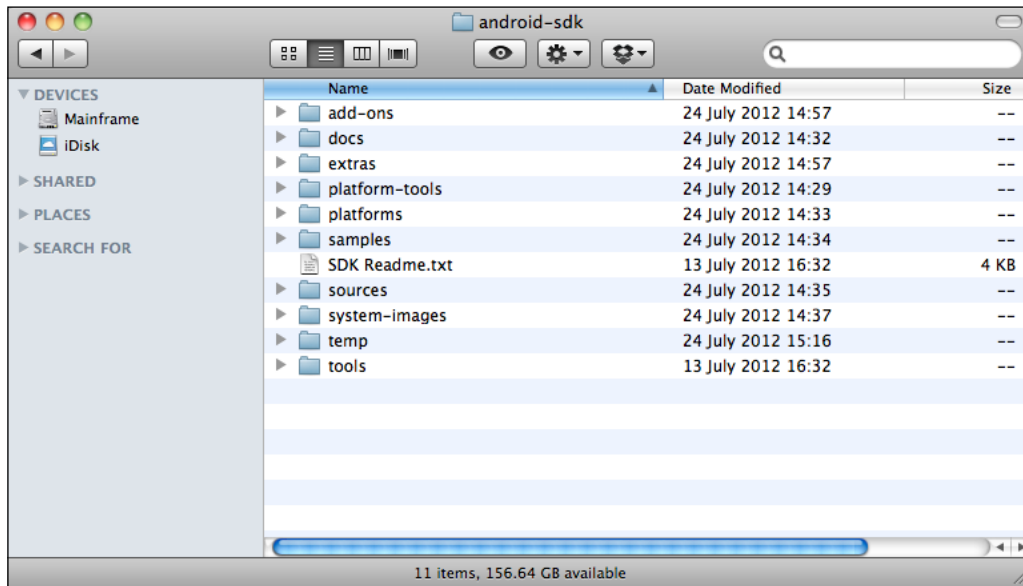 android-sdk
DEVICES
Mainframe
iDisk
SHARED
PLACES
SEARCH FOR
Name Date Modified Size
add-ons 24 July 2012 14:57 --
docs 24 July 2012 14:32 --
extras 24 July 2012 14:57 --
platform-tools 24 July 2012 14:29 --
platforms 24 July 2012 14:33 --
samples 24 July 2012 14:34 --
SDK Readme.txt 13 July 2012 16:32 4 KB
sources 24 July 2012 14:35 --
system-images 24 July 2012 14:37 --
temp 24 July 2012 15:16 --
tools 13 July 2012 16:32 --
11 items, 156.64 GB available